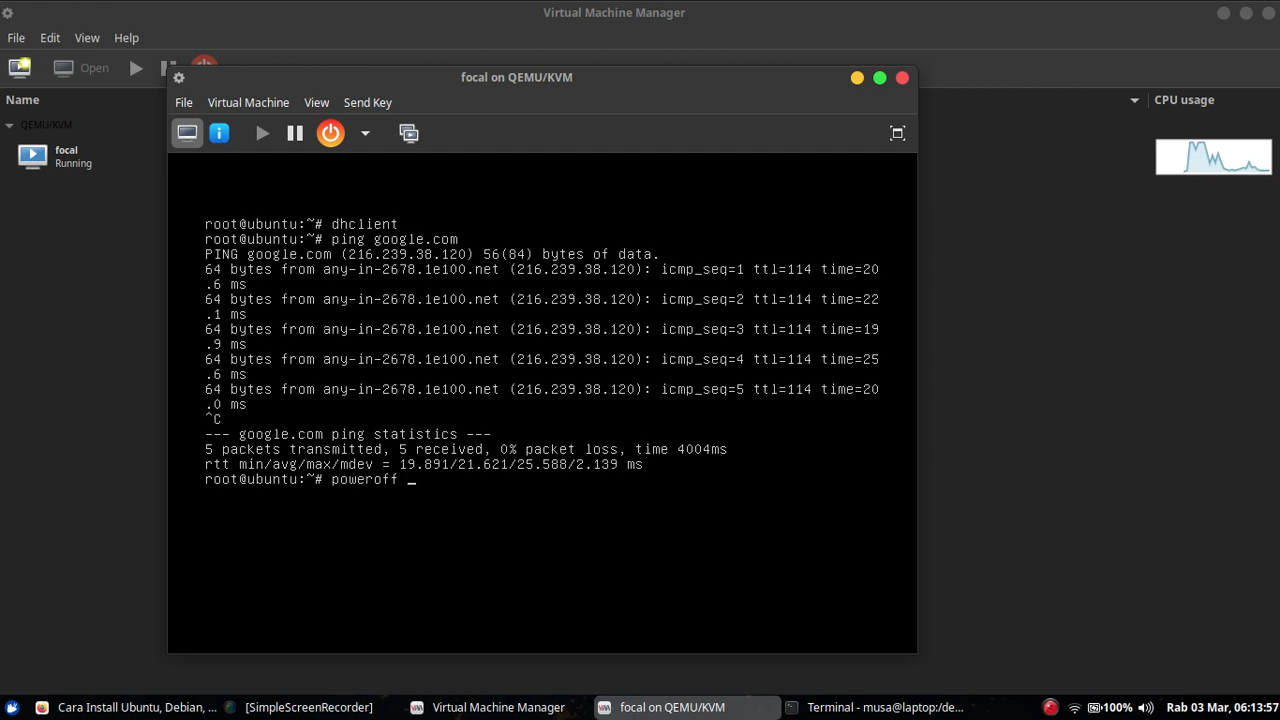 Virtual Machine Manager
File Edit View Help
Open
Name
CPU usage
QEMU/KVM
focal
Running
focal on QEMU/KVM
File Virtual Machine View Send Key
root@ubuntu:~# dhclient
root@ubuntu:~# ping google.com
PING google.com (216.239.38.120) 56(84) bytes of data.
64 bytes from any-in-2678.1e100.net (216.239.38.120): icmp_seq=1 ttl=114 time=20
.6 ms
64 bytes from any-in-2678.1e100.net (216.239.38.120): icmp_seq=2 ttl=114 time=22
.1 ms
64 bytes from any-in-2678.1e100.net (216.239.38.120): icmp_seq=3 ttl=114 time=19
.9 ms
64 bytes from any-in-2678.1e100.net (216.239.38.120): icmp_seq=4 ttl=114 time=25
.6 ms
64 bytes from any-in-2678.1e100.net (216.239.38.120): icmp_seq=5 ttl=114 time=20
.0 ms
^C
--- google.com ping statistics ---
5 packets transmitted, 5 received, 0% packet loss, time 4004ms
rtt min/avg/max/mdev = 19.891/21.621/25.588/2.139 ms
root@ubuntu:~# poweroff _
Cara Install Ubuntu, Debian, ... [SimpleScreenRecorder] Virtual Machine Manager focal on QEMU/KVM Terminal - musa@laptop:/de... 100% Rab 03 Mar, 06:13:57